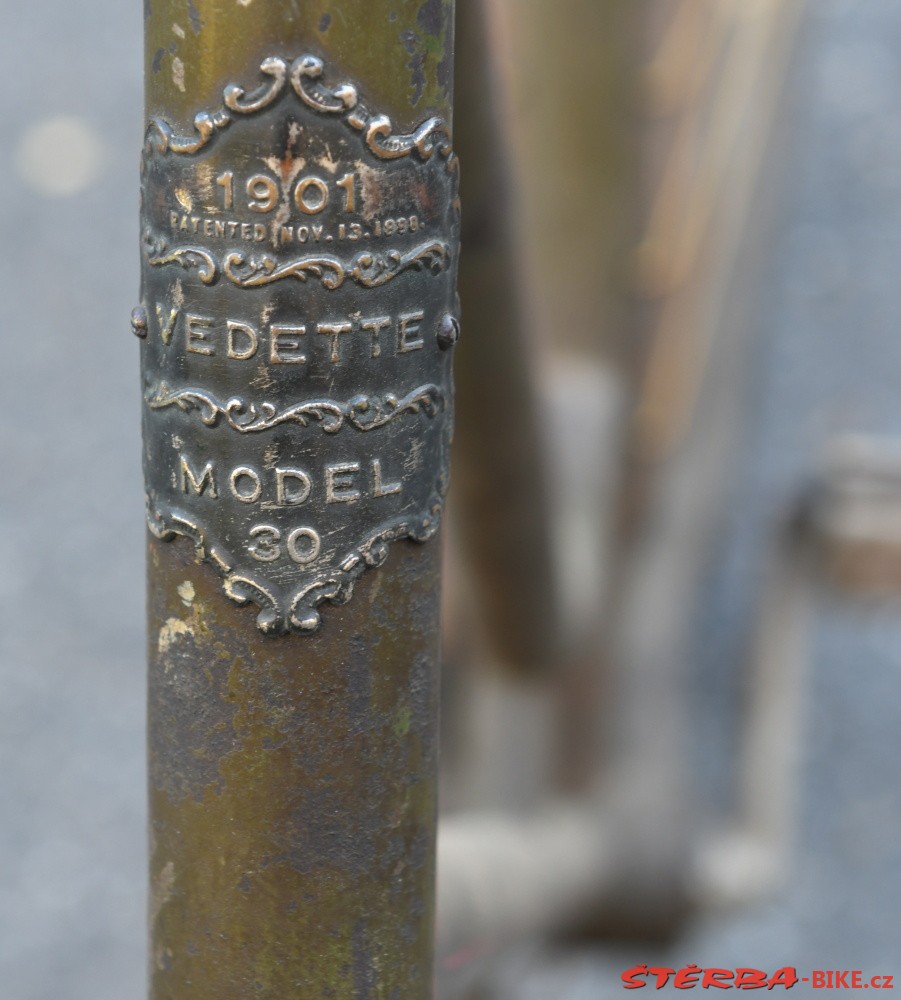 1901
PATENTED NOV. 13. 1898.
VEDETTE
MODEL
30
ŠTĚRBA-BIKE.cz